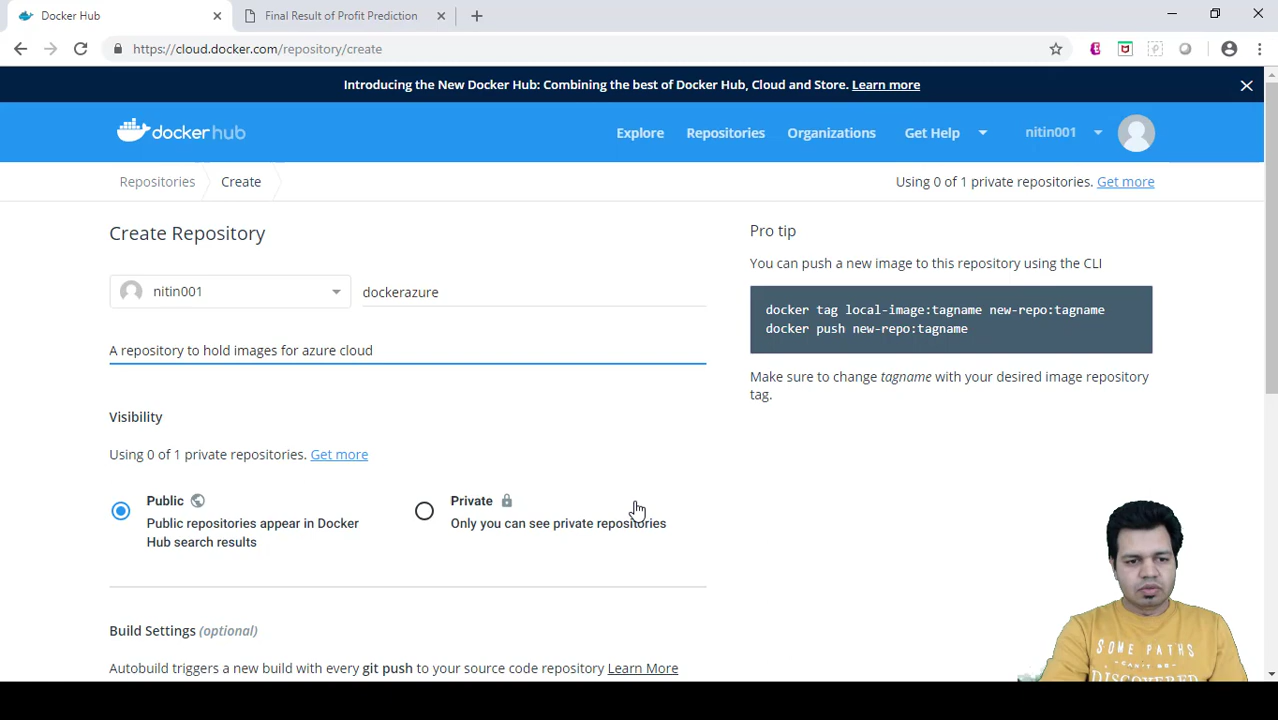 Docker Hub
Final Result of Profit Prediction
https://cloud.docker.com/repository/create
Introducing the New Docker Hub: Combining the best of Docker Hub, Cloud and Store. Learn more
dockerhub
Explore
Repositories
Organizations
Get Help
nitin001
Repositories
Create
Using 0 of 1 private repositories. Get more
Create Repository
nitin001
dockerazure
A repository to hold images for azure cloud
Visibility
Using 0 of 1 private repositories. Get more
Public
Public repositories appear in Docker
Hub search results
Private
Only you can see private repositories
Build Settings (optional)
Autobuild triggers a new build with every git push to your source code repository Learn More
Pro tip
You can push a new image to this repository using the CLI
docker tag local-image:tagname new-repo:tagname
docker push new-repo:tagname
Make sure to change tagname with your desired image repository
tag.
SOME PATHS
CAN'T BE
DISCOVERED